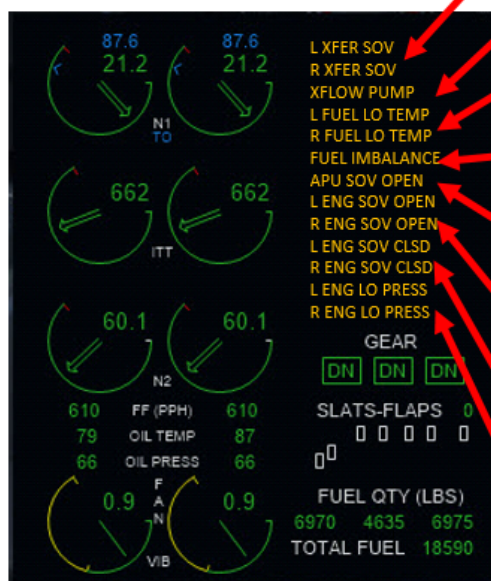 87.6 87.6
21.2 21.2
N1
TO
662 662
ITT
60.1 60.1
N2
610 FF (PPH) 610
79 OIL TEMP 87
66 OIL PRESS 66
FAN
0.9 0.9
VIB
L XFER SOV
R XFER SOV
XFLOW PUMP
L FUEL LO TEMP
R FUEL LO TEMP
FUEL IMBALANCE
APU SOV OPEN
L ENG SOV OPEN
R ENG SOV OPEN
L ENG SOV CLSD
R ENG SOV CLSD
L ENG LO PRESS
R ENG LO PRESS
GEAR
DN DN DN
SLATS-FLAPS 0
FUEL QTY (LBS)
6970 4635 6975
TOTAL FUEL 18590